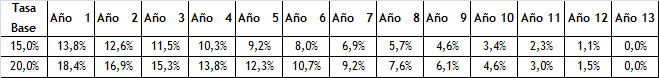 Tasa Base Año 1 Año 2 Año 3 Año 4 Año 5 Año 6 Año 7 Año 8 Año 9 Año 10 Año 11 Año 12 Año 13
15,0% 13,8% 12,6% 11,5% 10,3% 9,2% 8,0% 6,9% 5,7% 4,6% 3,4% 2,3% 1,1% 0,0%
20,0% 18,4% 16,9% 15,3% 13,8% 12,3% 10,7% 9,2% 7,6% 6,1% 4,6% 3,0% 1,5% 0,0%